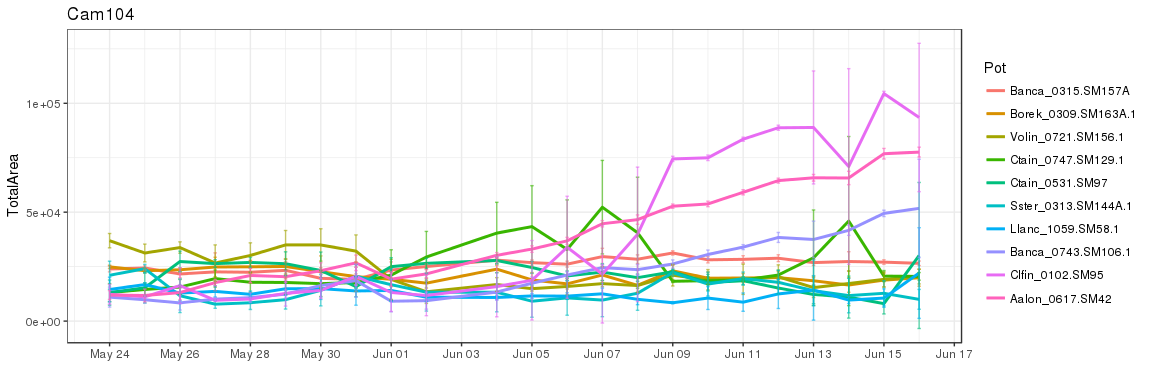 Cam104
TotalArea
1e+05
5e+04
0e+00
May 24 May 26 May 28 May 30 Jun 01 Jun 03 Jun 05 Jun 07 Jun 09 Jun 11 Jun 13 Jun 15 Jun 17
Pot
Banca_0315.SM157A
Borek_0309.SM163A.1
Volin_0721.SM156.1
Ctain_0747.SM129.1
Ctain_0531.SM97
Sster_0313.SM144A.1
Llanc_1059.SM58.1
Banca_0743.SM106.1
Clfin_0102.SM95
Aalon_0617.SM42